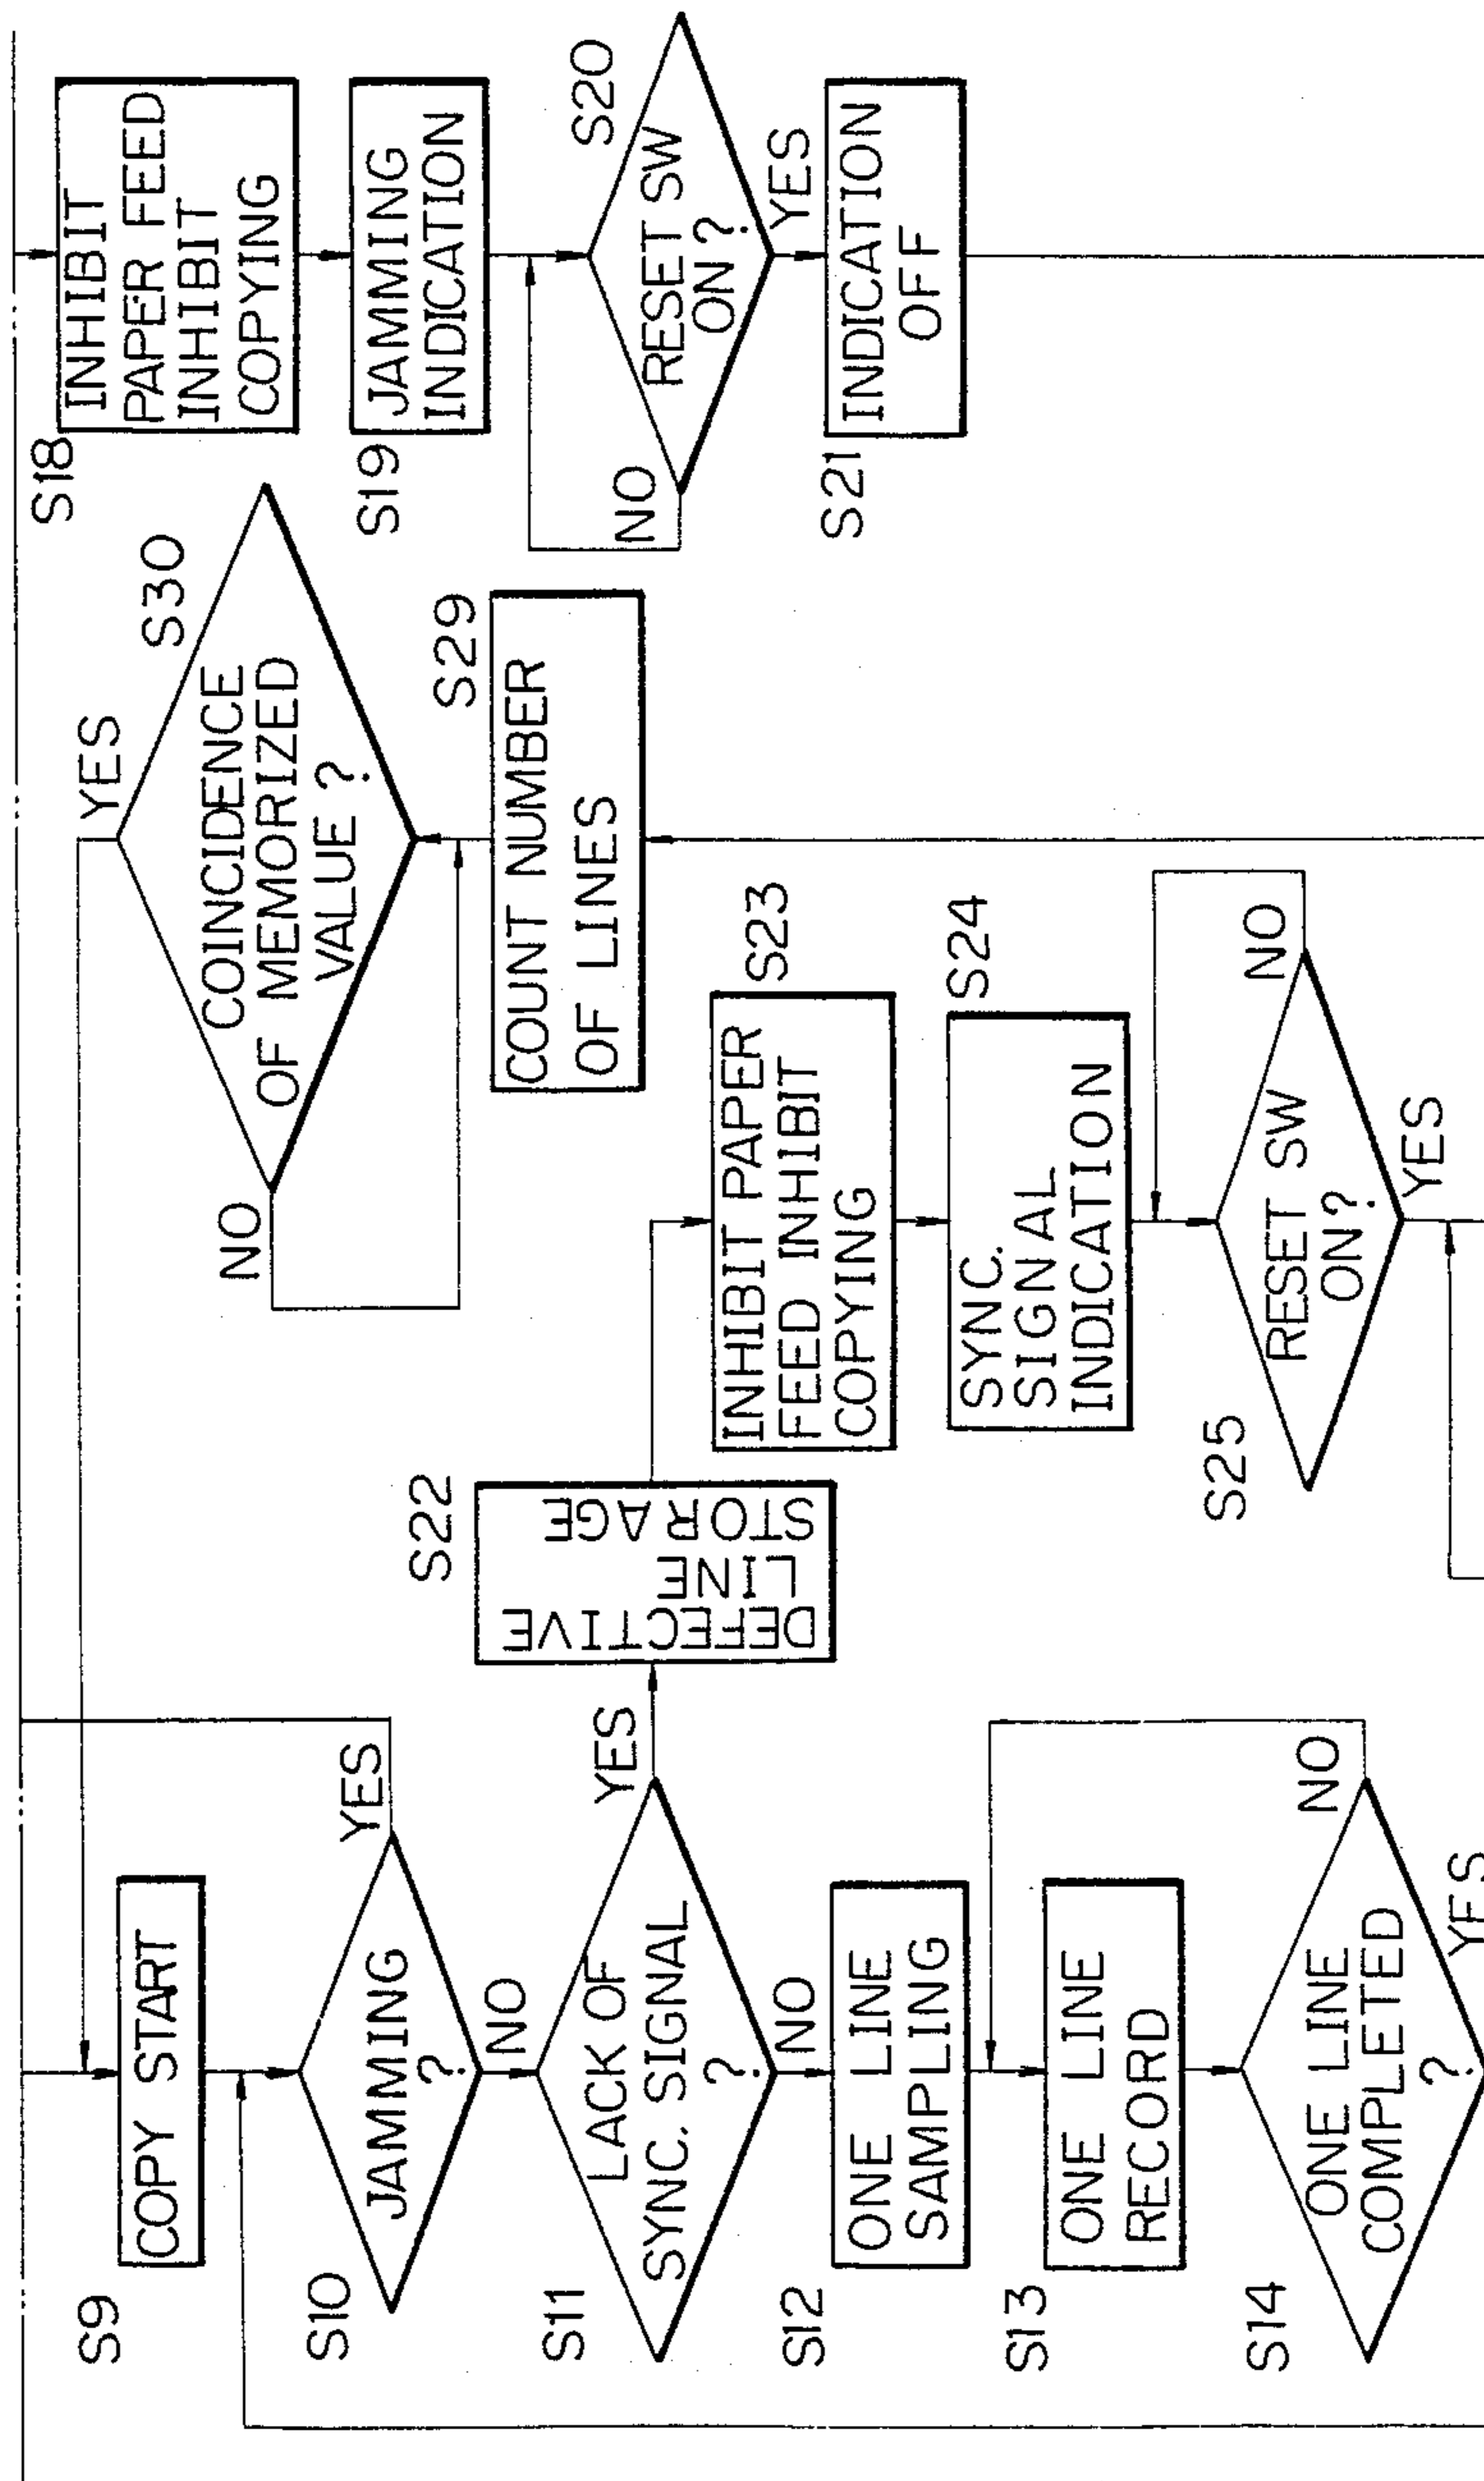 S9
COPY START
S10
JAMMING
?
YES
NO
S11
LACK OF
SYNC. SIGNAL
?
YES
NO
S12
ONE LINE
SAMPLING
S13
ONE LINE
RECORD
S14
ONE LINE
COMPLETED
?
NO
YES
S22
DEFECTIVE
LINE
STORAGE
S23
INHIBIT PAPER
FEED INHIBIT
COPYING
S24
SYNC.
SIGNAL
INDICATION
S25
RESET SW
ON?
NO
YES
S30
COINCIDENCE
OF MEMORIZED
VALUE ?
YES
NO
S29
COUNT NUMBER
OF LINES
S18
INHIBIT
PAPER FEED
INHIBIT
COPYING
S19
JAMMING
INDICATION
S20
RESET SW
ON ?
NO
YES
S21
INDICATION
OFF